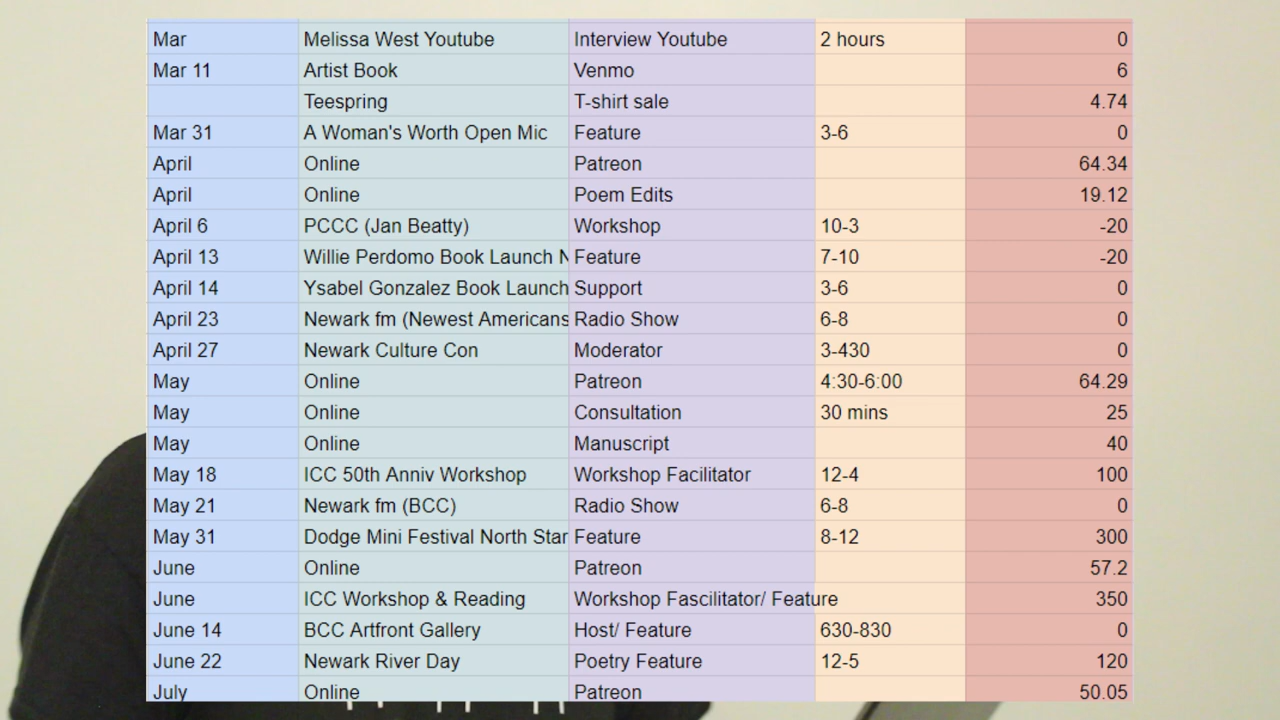 Mar Melissa West Youtube Interview Youtube 2 hours 0
Mar 11 Artist Book Venmo 6
Teespring T-shirt sale 4.74
Mar 31 A Woman's Worth Open Mic Feature 3-6 0
April Online Patreon 64.34
April Online Poem Edits 19.12
April 6 PCCC (Jan Beatty) Workshop 10-3 -20
April 13 Willie Perdomo Book Launch N Feature 7-10 -20
April 14 Ysabel Gonzalez Book Launch Support 3-6 0
April 23 Newark fm (Newest Americans Radio Show 6-8 0
April 27 Newark Culture Con Moderator 3-430 0
May Online Patreon 4:30-6:00 64.29
May Online Consultation 30 mins 25
May Online Manuscript 40
May 18 ICC 50th Anniv Workshop Workshop Facilitator 12-4 100
May 21 Newark fm (BCC) Radio Show 6-8 0
May 31 Dodge Mini Festival North Star Feature 8-12 300
June Online Patreon 57.2
June ICC Workshop & Reading Workshop Fascilitator/ Feature 350
June 14 BCC Artfront Gallery Host/ Feature 630-830 0
June 22 Newark River Day Poetry Feature 12-5 120
July Online Patreon 50.05